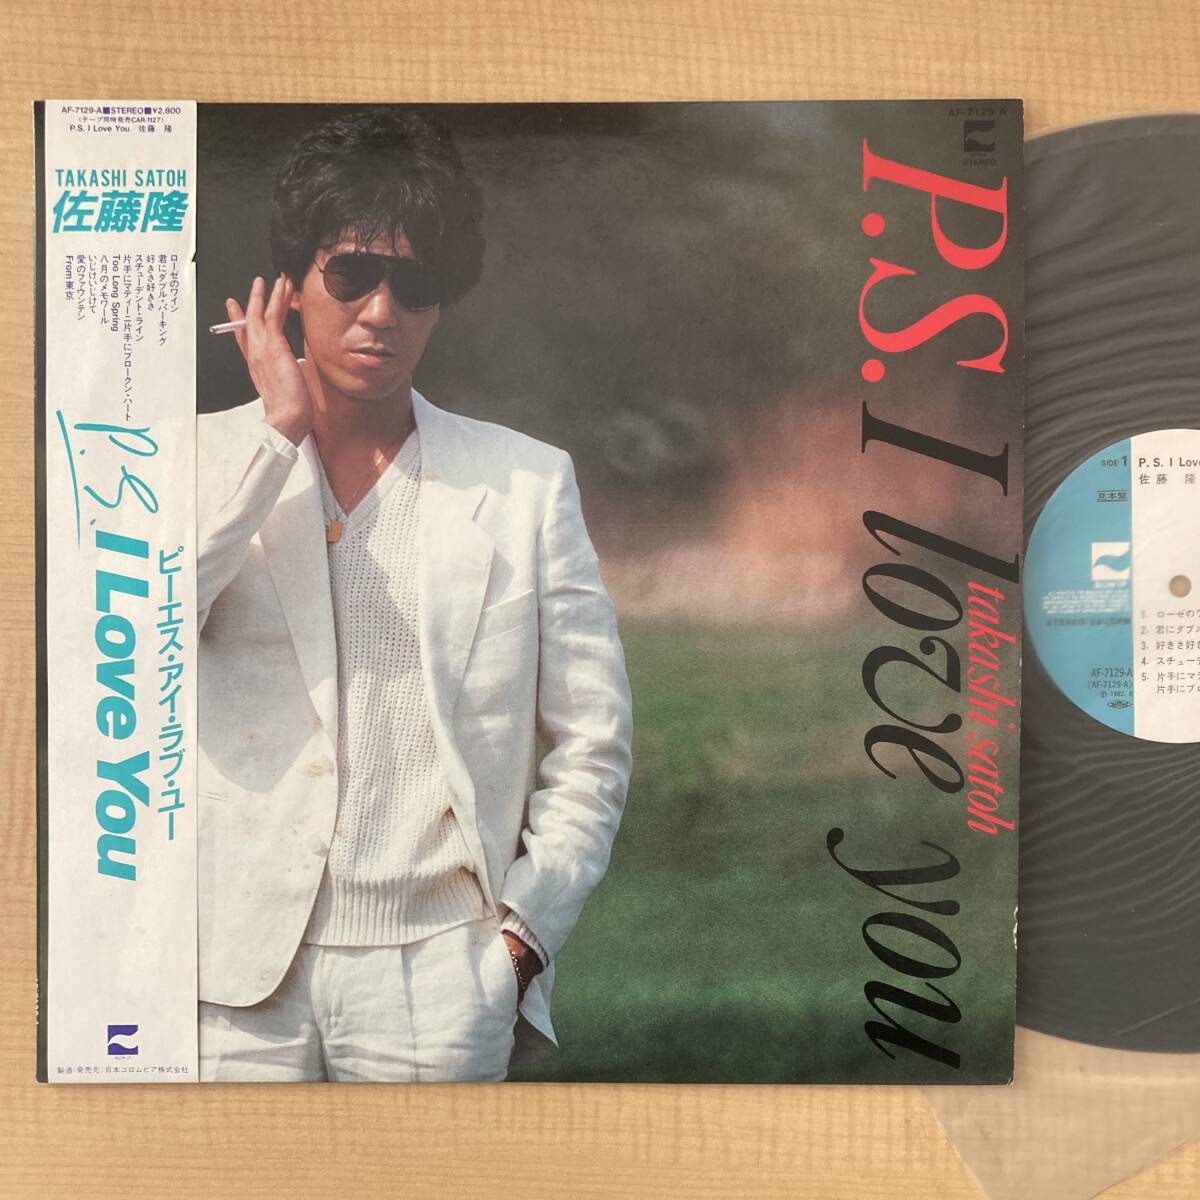 AF-7129-A■STEREO■¥2,800
(テープ同時発売CAR-1127)
P.S. I Love You/佐藤 隆
TAKASHI SATOH
佐藤隆
ローゼのワイン
君にダブル・パーキング
好きさ好きさ
スチューデント・ライン
片手にマティーニ片手にブロークン・ハート
Too Long Spring
八月のメモワール
いじけいじけて
愛のファウンテン
From 東京
P.S. I Love You
ピーエス・アイ・ラブ・ユー
製造・発売元:日本コロムビア株式会社
AF-7129-A
STEREO
P.S. I love you
takashi satoh
SIDE 1
P.S. I Love
佐藤 隆
見本盤
1. ローゼのワ
2. 君にダブル
3. 好きさ好き
4. スチューデ
5. 片手にマテ
片手にブ
AF-7129-A
(AF-7129-A)
℗ 1982. 8